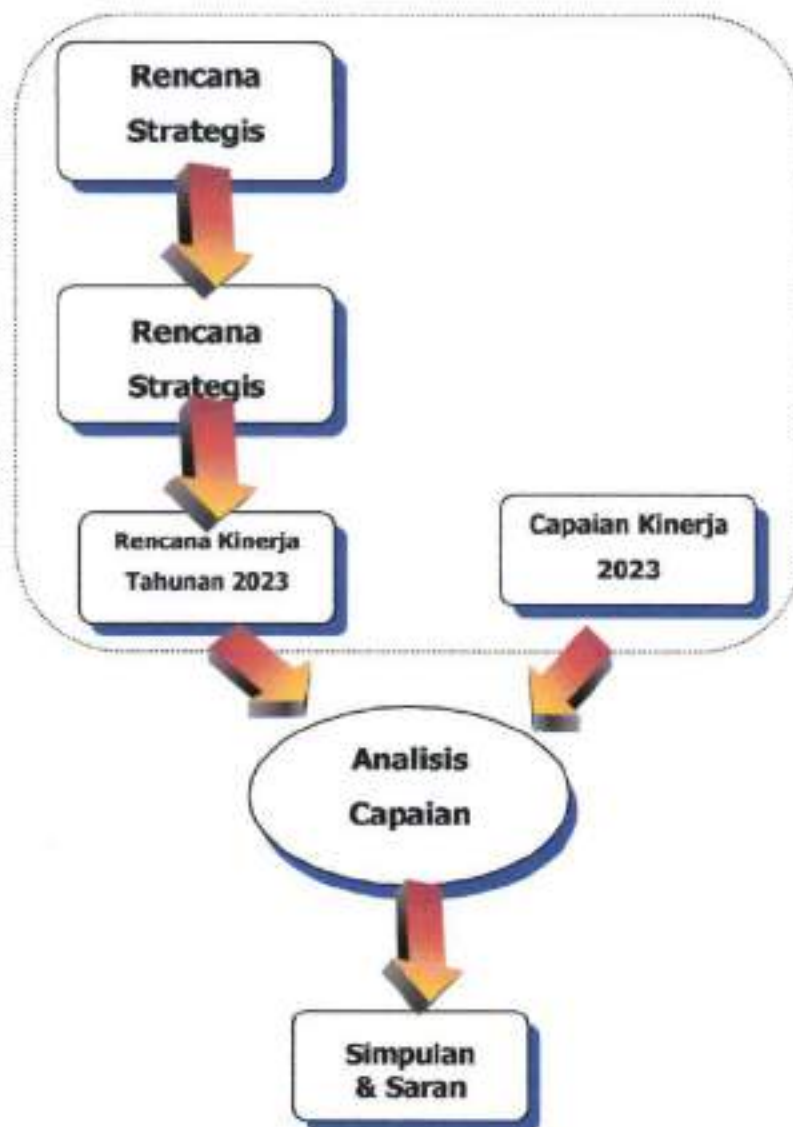 Rencana
Strategis
Rencana
Strategis
Rencana Kinerja
Tahunan 2023
Capaian Kinerja
2023
Analisis
Capaian
Simpulan
& Saran